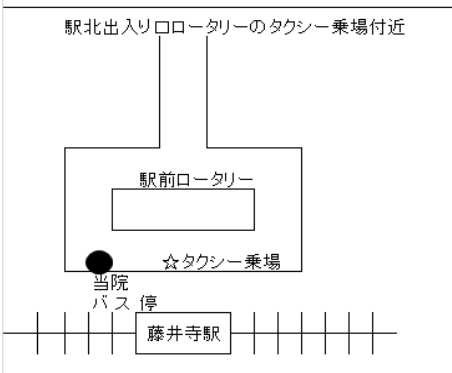 駅北出入り口ロータリーのタクシー乗場付近
駅前ロータリー
☆タクシー乗場
当院
バス停
藤井寺駅